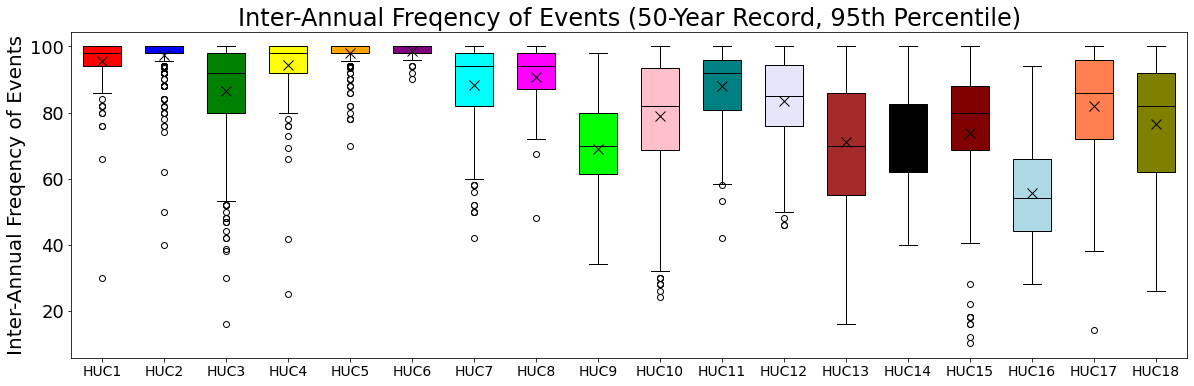 Inter-Annual Freqency of Events (50-Year Record, 95th Percentile)
Inter-Annual Freqency of Events
100
80
60
40
20
HUC1 HUC2 HUC3 HUC4 HUC5 HUC6 HUC7 HUC8 HUC9 HUC10 HUC11 HUC12 HUC13 HUC14 HUC15 HUC16 HUC17 HUC18